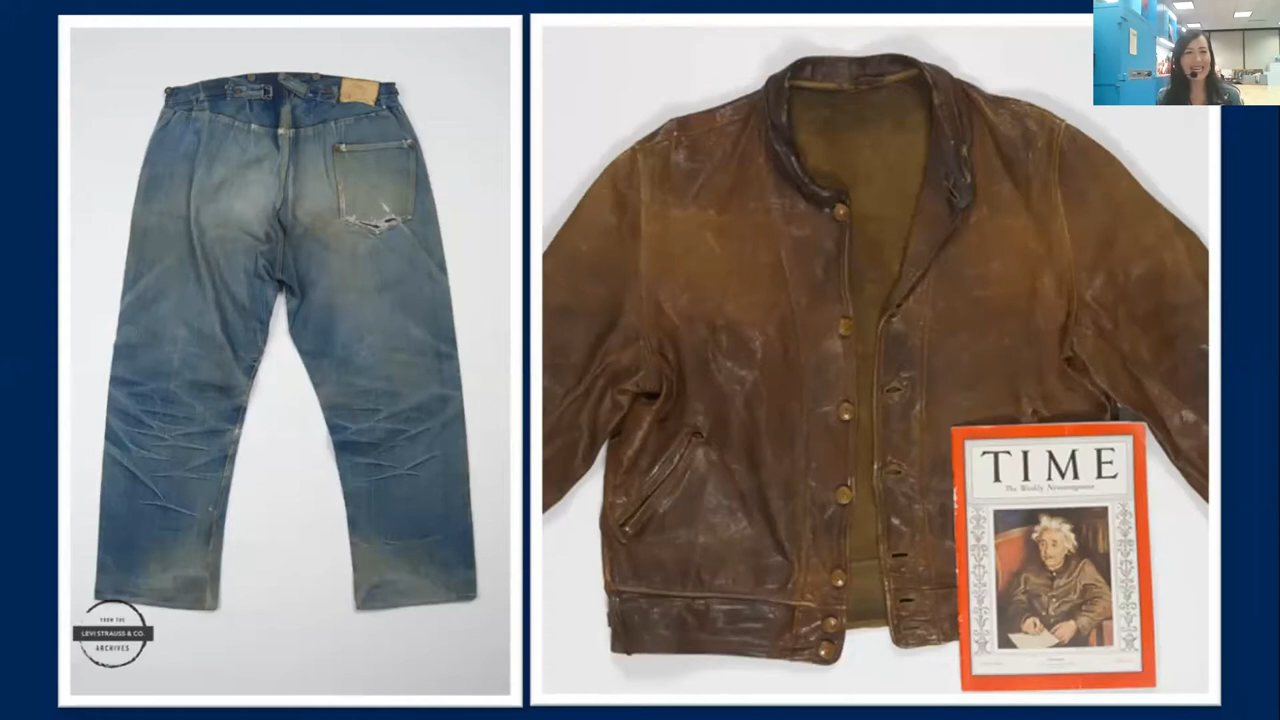 FROM THE
LEVI STRAUSS & CO.
ARCHIVES
TIME
The Weekly Newsmagazine